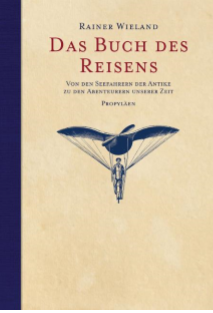 Rainer Wieland
Das Buch des
Reisens
Von den Seefahrern der Antike
zu den Abenteurern unserer Zeit
Propyläen